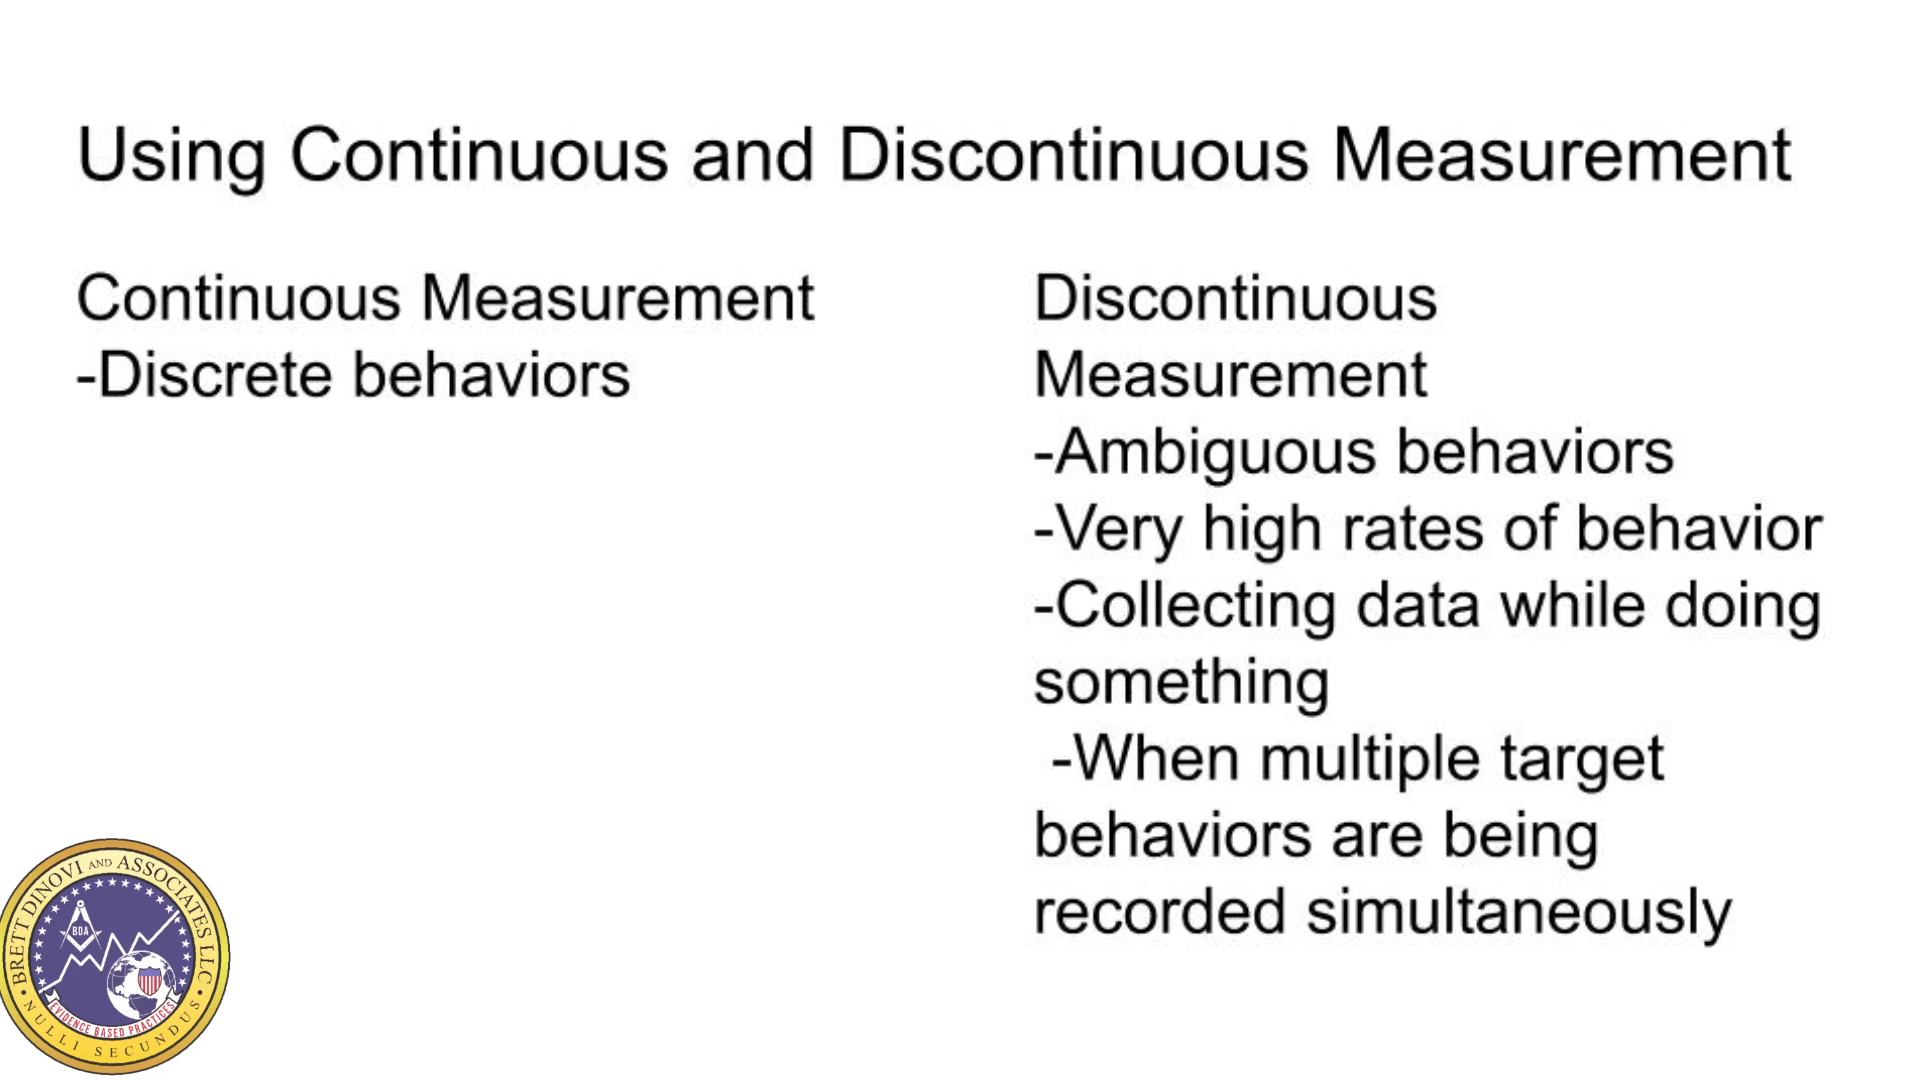 Using Continuous and Discontinuous Measurement
Continuous Measurement
-Discrete behaviors
Discontinuous
Measurement
-Ambiguous behaviors
-Very high rates of behavior
-Collecting data while doing
something
-When multiple target
behaviors are being
recorded simultaneously
BRETT DINOVI AND ASSOCIATES LLC
BDA
EVIDENCE BASED PRACTICES
NULLI SECUNDUS